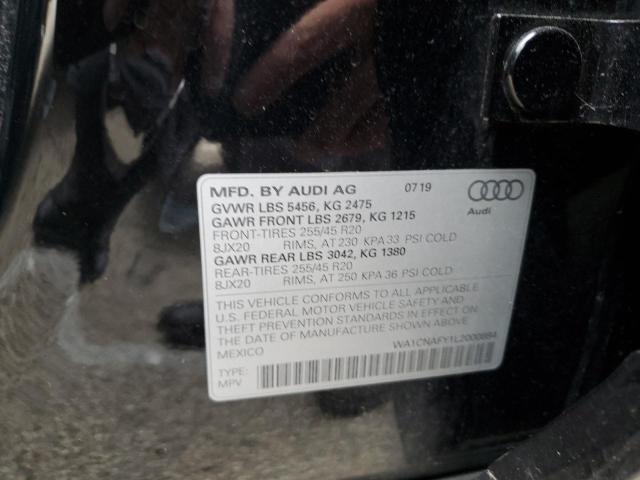 MFD. BY AUDI AG 07 19
GVWR LBS 5456, KG 2475
GAWR FRONT LBS 2679, KG 1215
FRONT-TIRES 255/45 R20
8JX20 RIMS, AT 230 KPA 33 PSI COLD
GAWR REAR LBS 3042, KG 1380
REAR-TIRES 255/45 R20
8JX20 RIMS, AT 250 KPA 36 PSI COLD
Audi
THIS VEHICLE CONFORMS TO ALL APPLICABLE
U.S. FEDERAL MOTOR VEHICLE SAFETY AND
THEFT PREVENTION STANDARDS IN EFFECT ON
THE DATE OF MANUFACTURE SHOWN ABOVE
MEXICO WA1CNAFY1L2000884
TYPE:
MPV